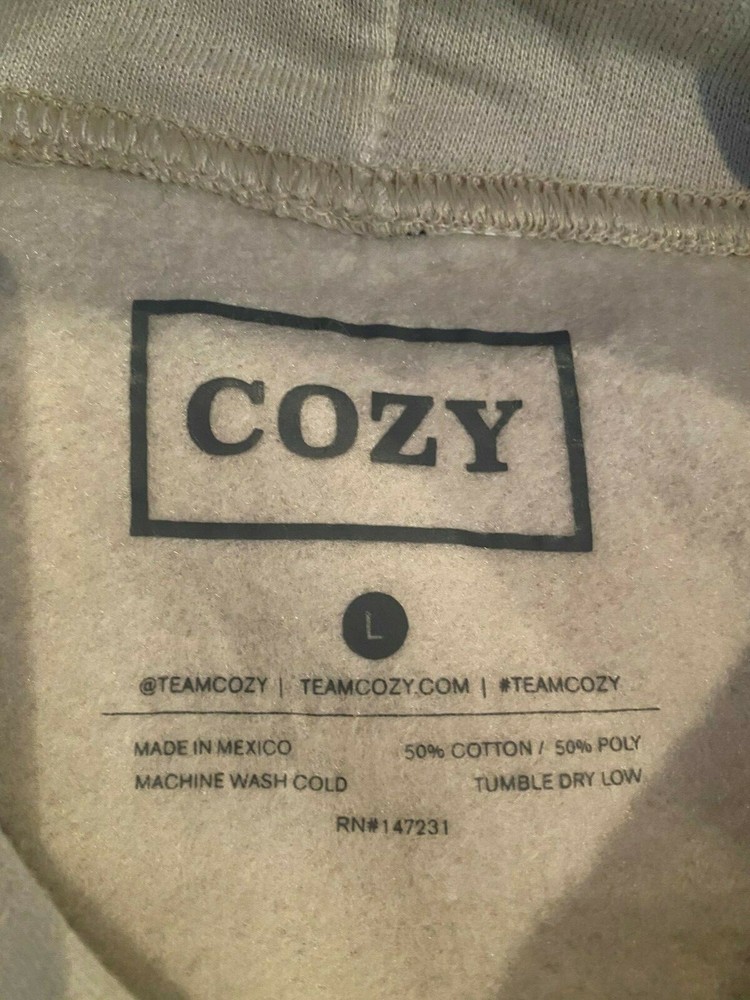 COZY
L
@TEAMCOZY | TEAMCOZY.COM | #TEAMCOZY
MADE IN MEXICO 50% COTTON / 50% POLY
MACHINE WASH COLD TUMBLE DRY LOW
RN#147231